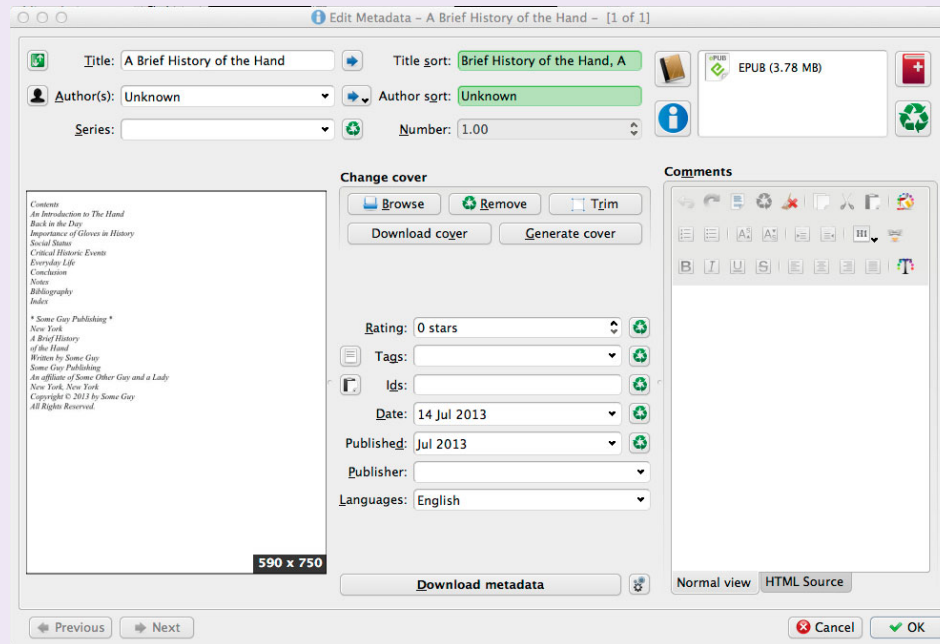 Edit Metadata – A Brief History of the Hand – [1 of 1]
Title: A Brief History of the Hand
Title sort: Brief History of the Hand, A
EPUB
EPUB (3.78 MB)
Author(s): Unknown
Author sort: Unknown
Series:
Number: 1.00
Change cover
Comments
Browse
Remove
Trim
Download cover
Generate cover
Contents
An Introduction to The Hand
Back in the Day
Importance of Gloves in History
Social Status
Critical Historic Events
Everyday Life
Conclusion
Notes
Bibliography
Index
* Some Guy Publishing *
New York
A Brief History
of the Hand
Written by Some Guy
Some Guy Publishing
An affiliate of Some Other Guy and a Lady
New York, New York
Copyright © 2013 by Some Guy
All Rights Reserved.
590 x 750
Rating: 0 stars
Tags:
Ids:
Date: 14 Jul 2013
Published: Jul 2013
Publisher:
Languages: English
Download metadata
H1
B I U S
Normal view
HTML Source
Previous
Next
Cancel
OK